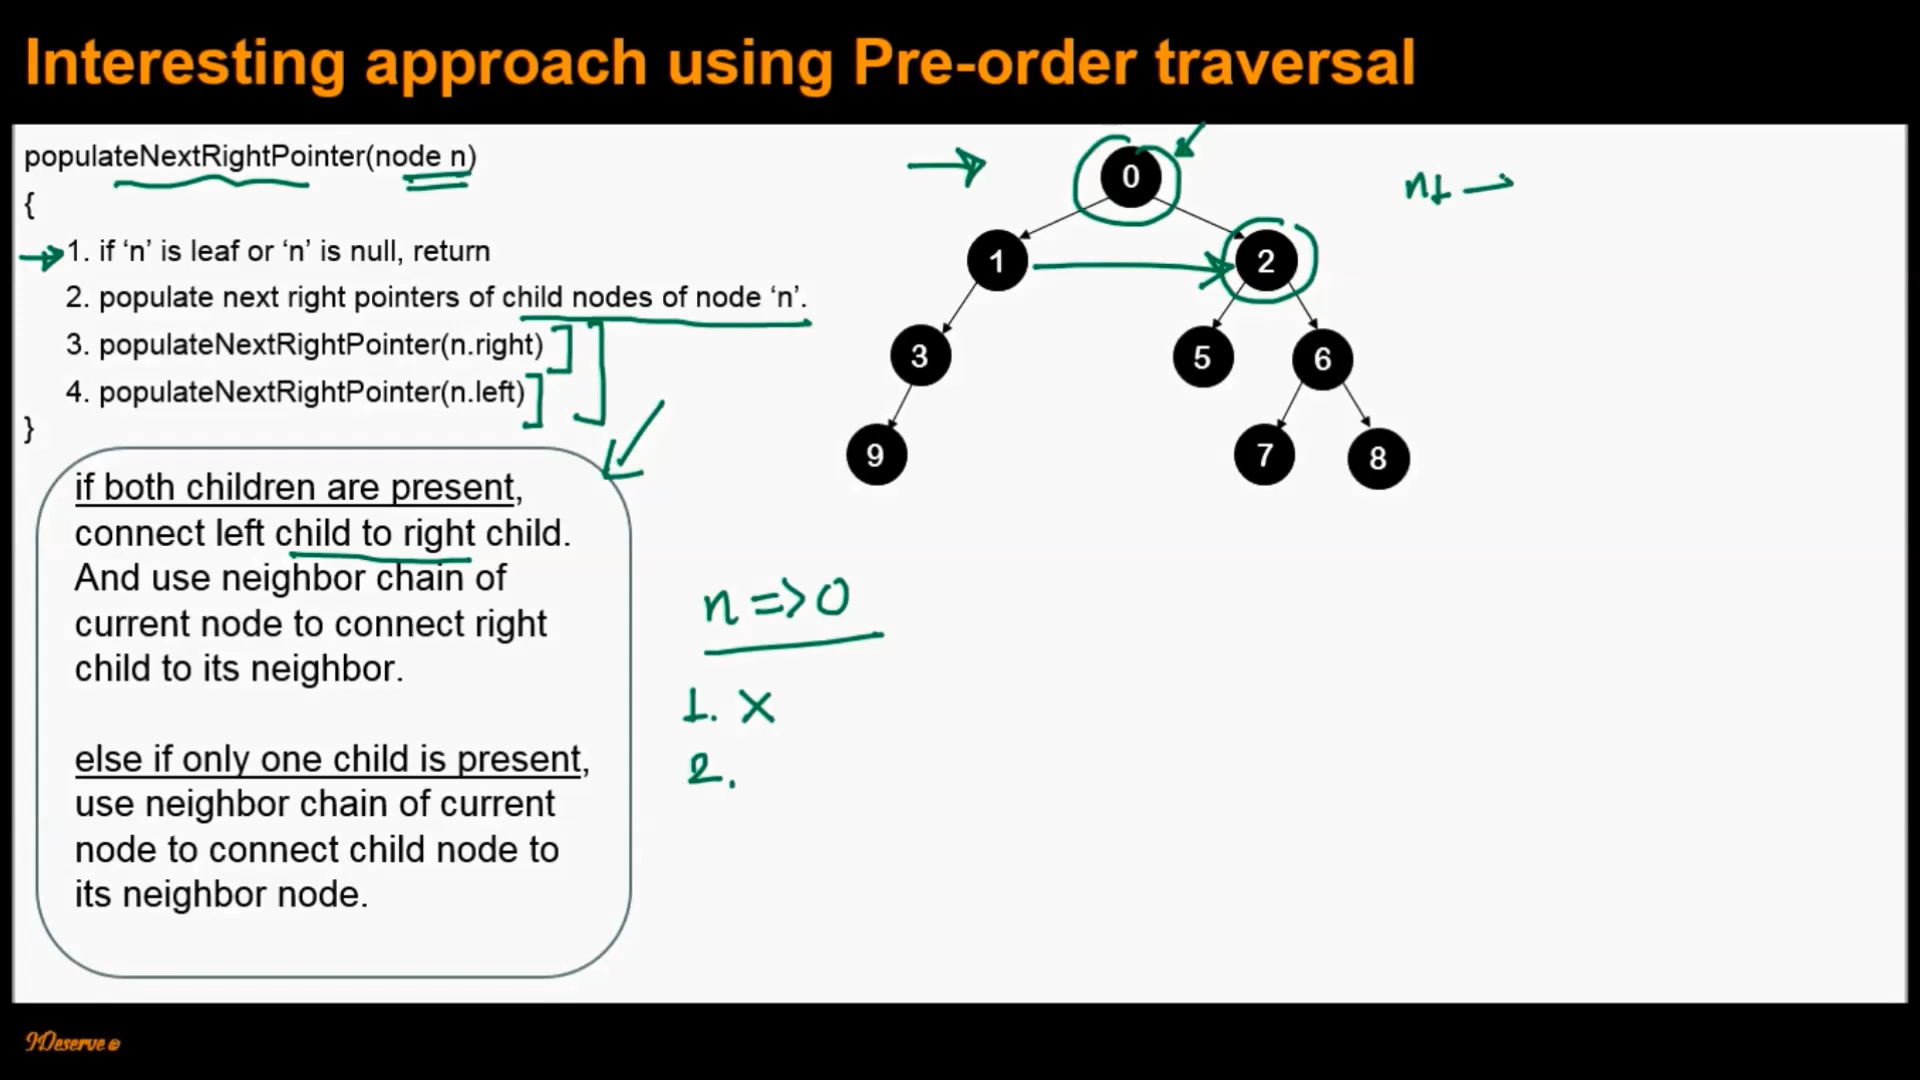 Interesting approach using Pre-order traversal
populateNextRightPointer(node n)
{
1. if ‘n’ is leaf or ‘n’ is null, return
2. populate next right pointers of child nodes of node ‘n’.
3. populateNextRightPointer(n.right)
4. populateNextRightPointer(n.left)
}
if both children are present,
connect left child to right child.
And use neighbor chain of
current node to connect right
child to its neighbor.
else if only one child is present,
use neighbor chain of current
node to connect child node to
its neighbor node.
n => 0
1. X
2.
0
1
2
3
5
6
9
7
8
IDeserve